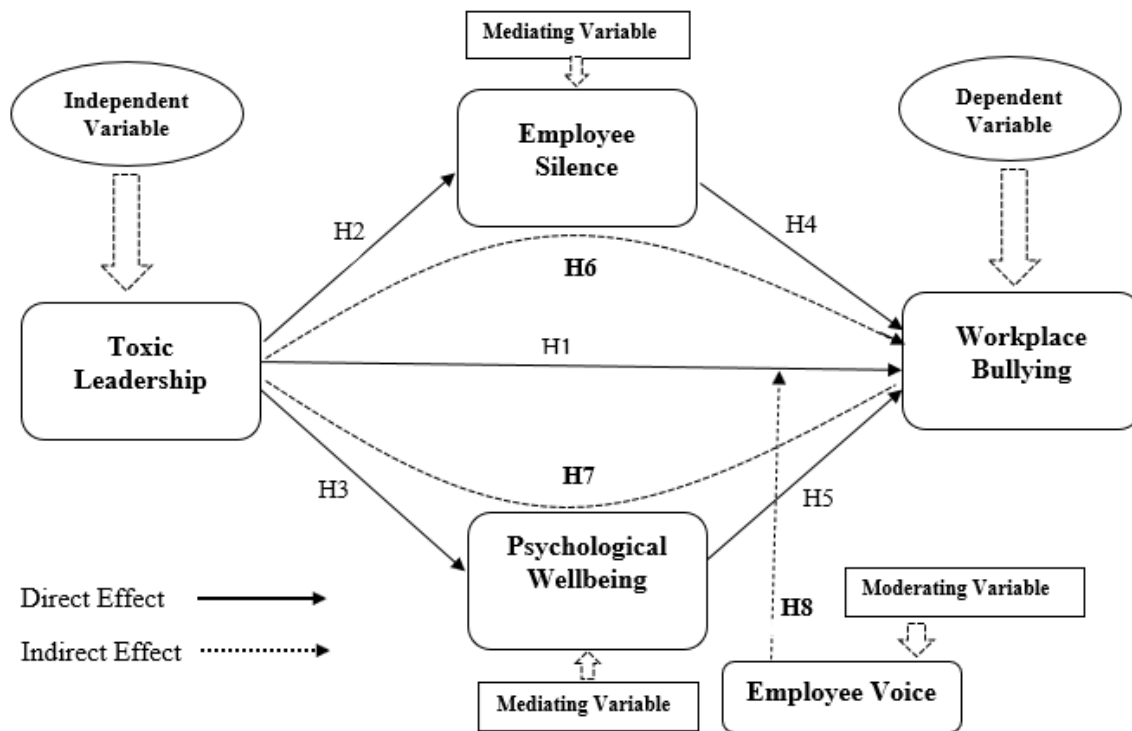 Mediating Variable
Independent
Variable
Dependent
Variable
Employee
Silence
H2
H4
H6
Toxic
Leadership
H1
Workplace
Bullying
H7
H3
H5
Psychological
Wellbeing
Direct Effect
Moderating Variable
H8
Indirect Effect
Mediating Variable
Employee Voice